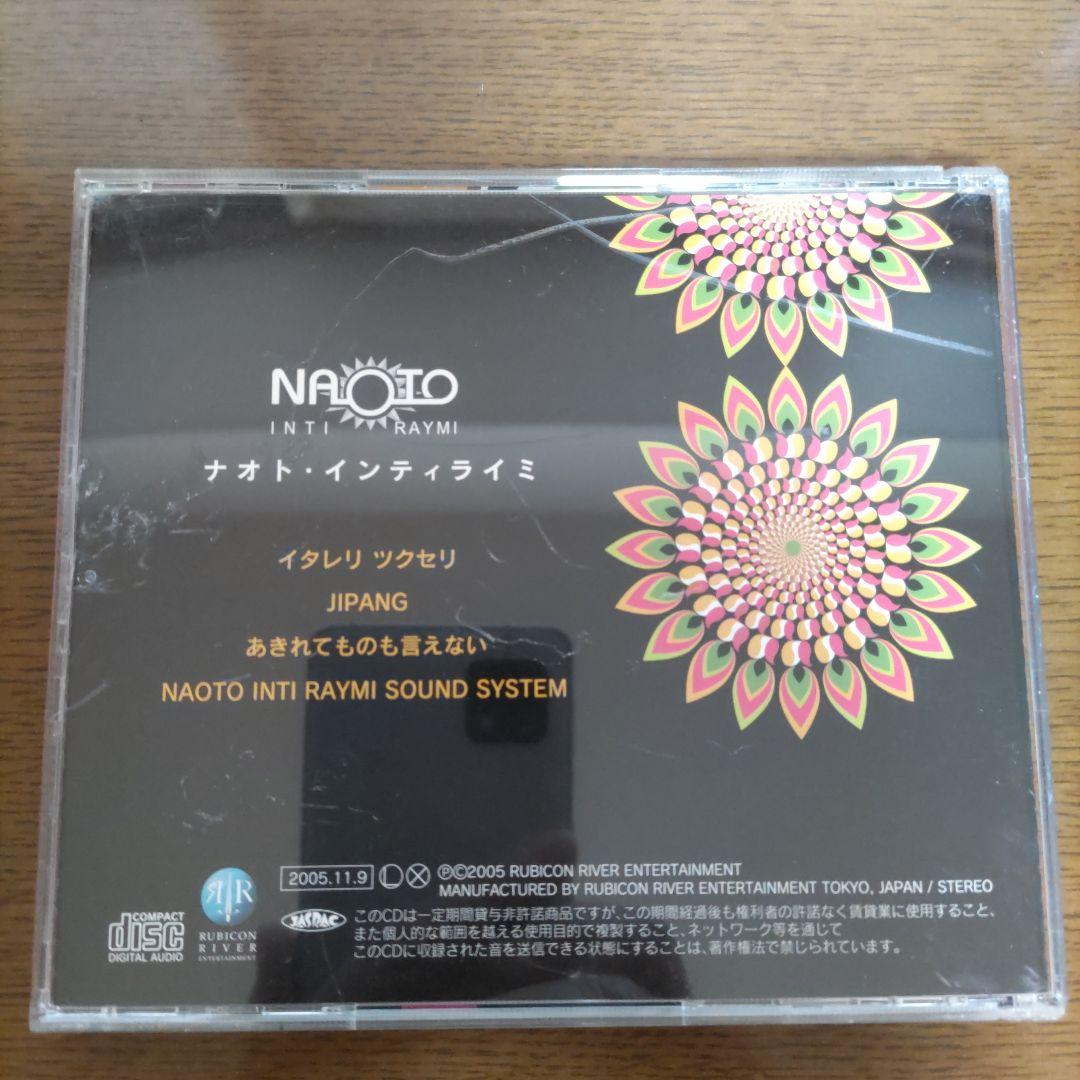 NAOTO
INTI RAYMI
ナオト・インティライミ
イタレリ ツクセリ
JIPANG
あきれてものも言えない
NAOTO INTI RAYMI SOUND SYSTEM
2005.11.9 Ⓛ Ⓧ ℗©2005 RUBICON RIVER ENTERTAINMENT
MANUFACTURED BY RUBICON RIVER ENTERTAINMENT TOKYO, JAPAN / STEREO
COMPACT
disc
DIGITAL AUDIO
RR
RUBICON
RIVER
ENTERTAINMENT
JASRAC
このCDは一定期間貸与非許諾商品ですが、この期間経過後も権利者の許諾なく賃貸業に使用すること、
また個人的な範囲を越える使用目的で複製すること、ネットワーク等を通じて
このCDに収録された音を送信できる状態にすることは、著作権法で禁じられています。